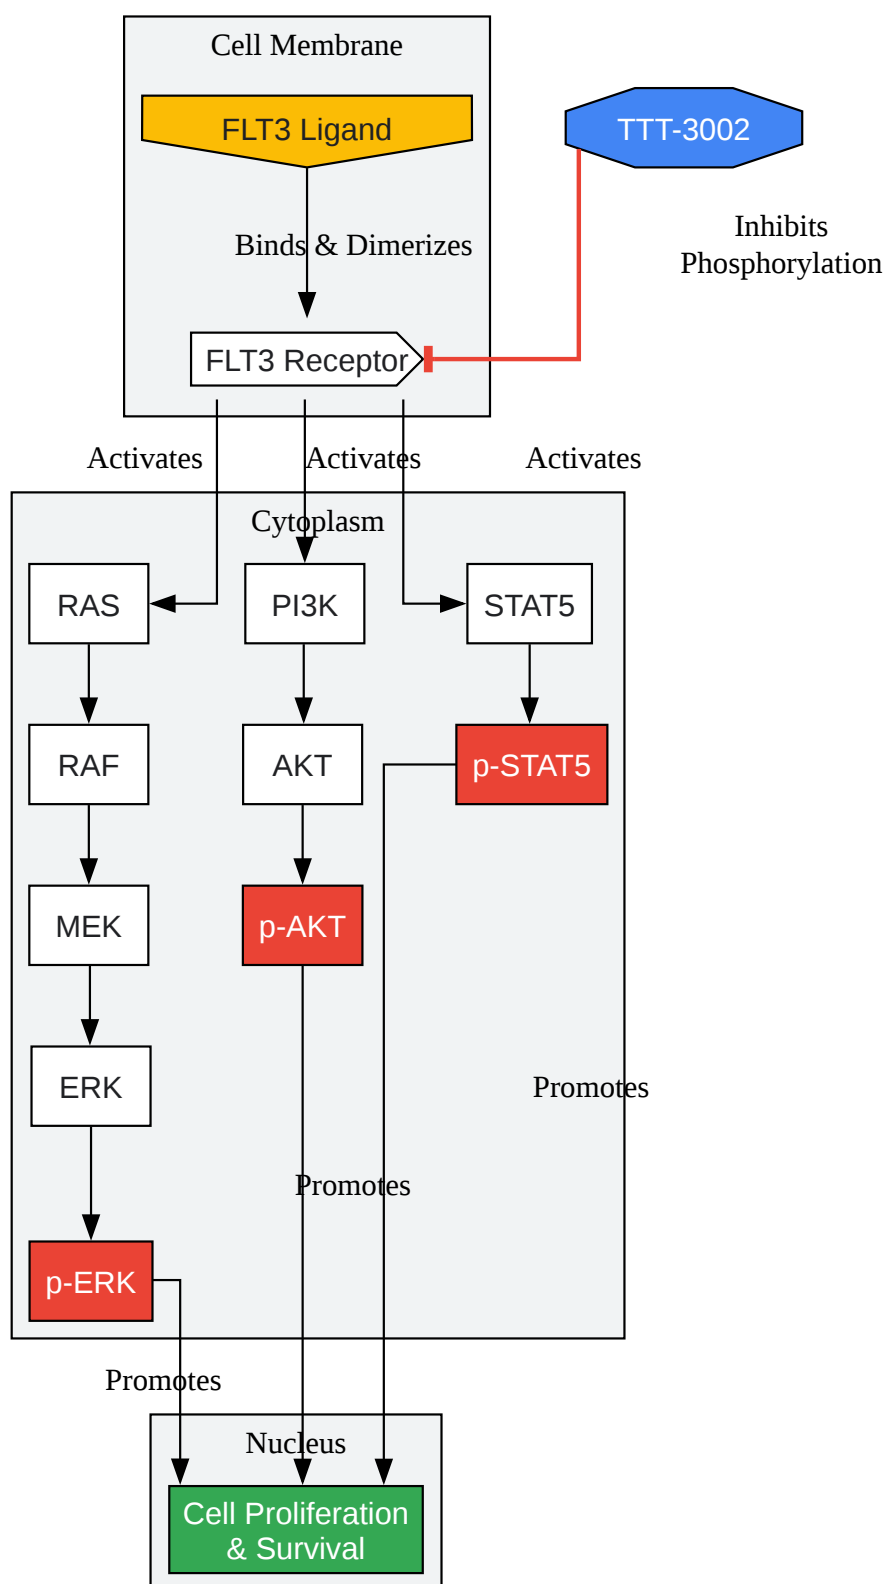 Cell Membrane
FLT3 Ligand
TTT-3002
Binds & Dimerizes
Inhibits
Phosphorylation
FLT3 Receptor
Activates
Activates
Activates
Cytoplasm
RAS
PI3K
STAT5
RAF
AKT
p-STAT5
MEK
p-AKT
ERK
Promotes
Promotes
p-ERK
Promotes
Nucleus
Cell Proliferation
& Survival